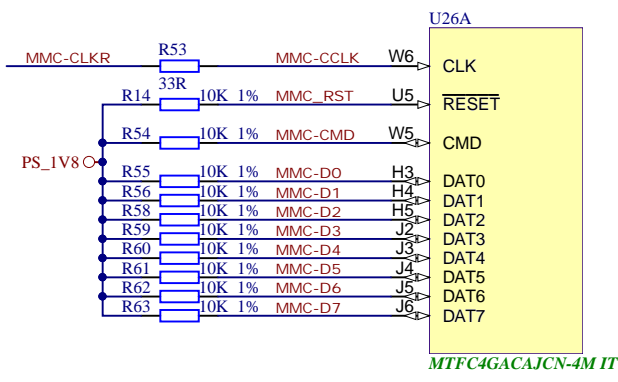 U26A
MMC-CLKR R53 MMC-CCLK W6 CLK
33R
R14 10K 1% MMC_RST U5 RESET
R54 10K 1% MMC-CMD W5 CMD
PS_1V8
R55 10K 1% MMC-D0 H3 DAT0
R56 10K 1% MMC-D1 H4 DAT1
R58 10K 1% MMC-D2 H5 DAT2
R59 10K 1% MMC-D3 J2 DAT3
R60 10K 1% MMC-D4 J3 DAT4
R61 10K 1% MMC-D5 J4 DAT5
R62 10K 1% MMC-D6 J5 DAT6
R63 10K 1% MMC-D7 J6 DAT7
MTFC4GACAJCN-4M IT